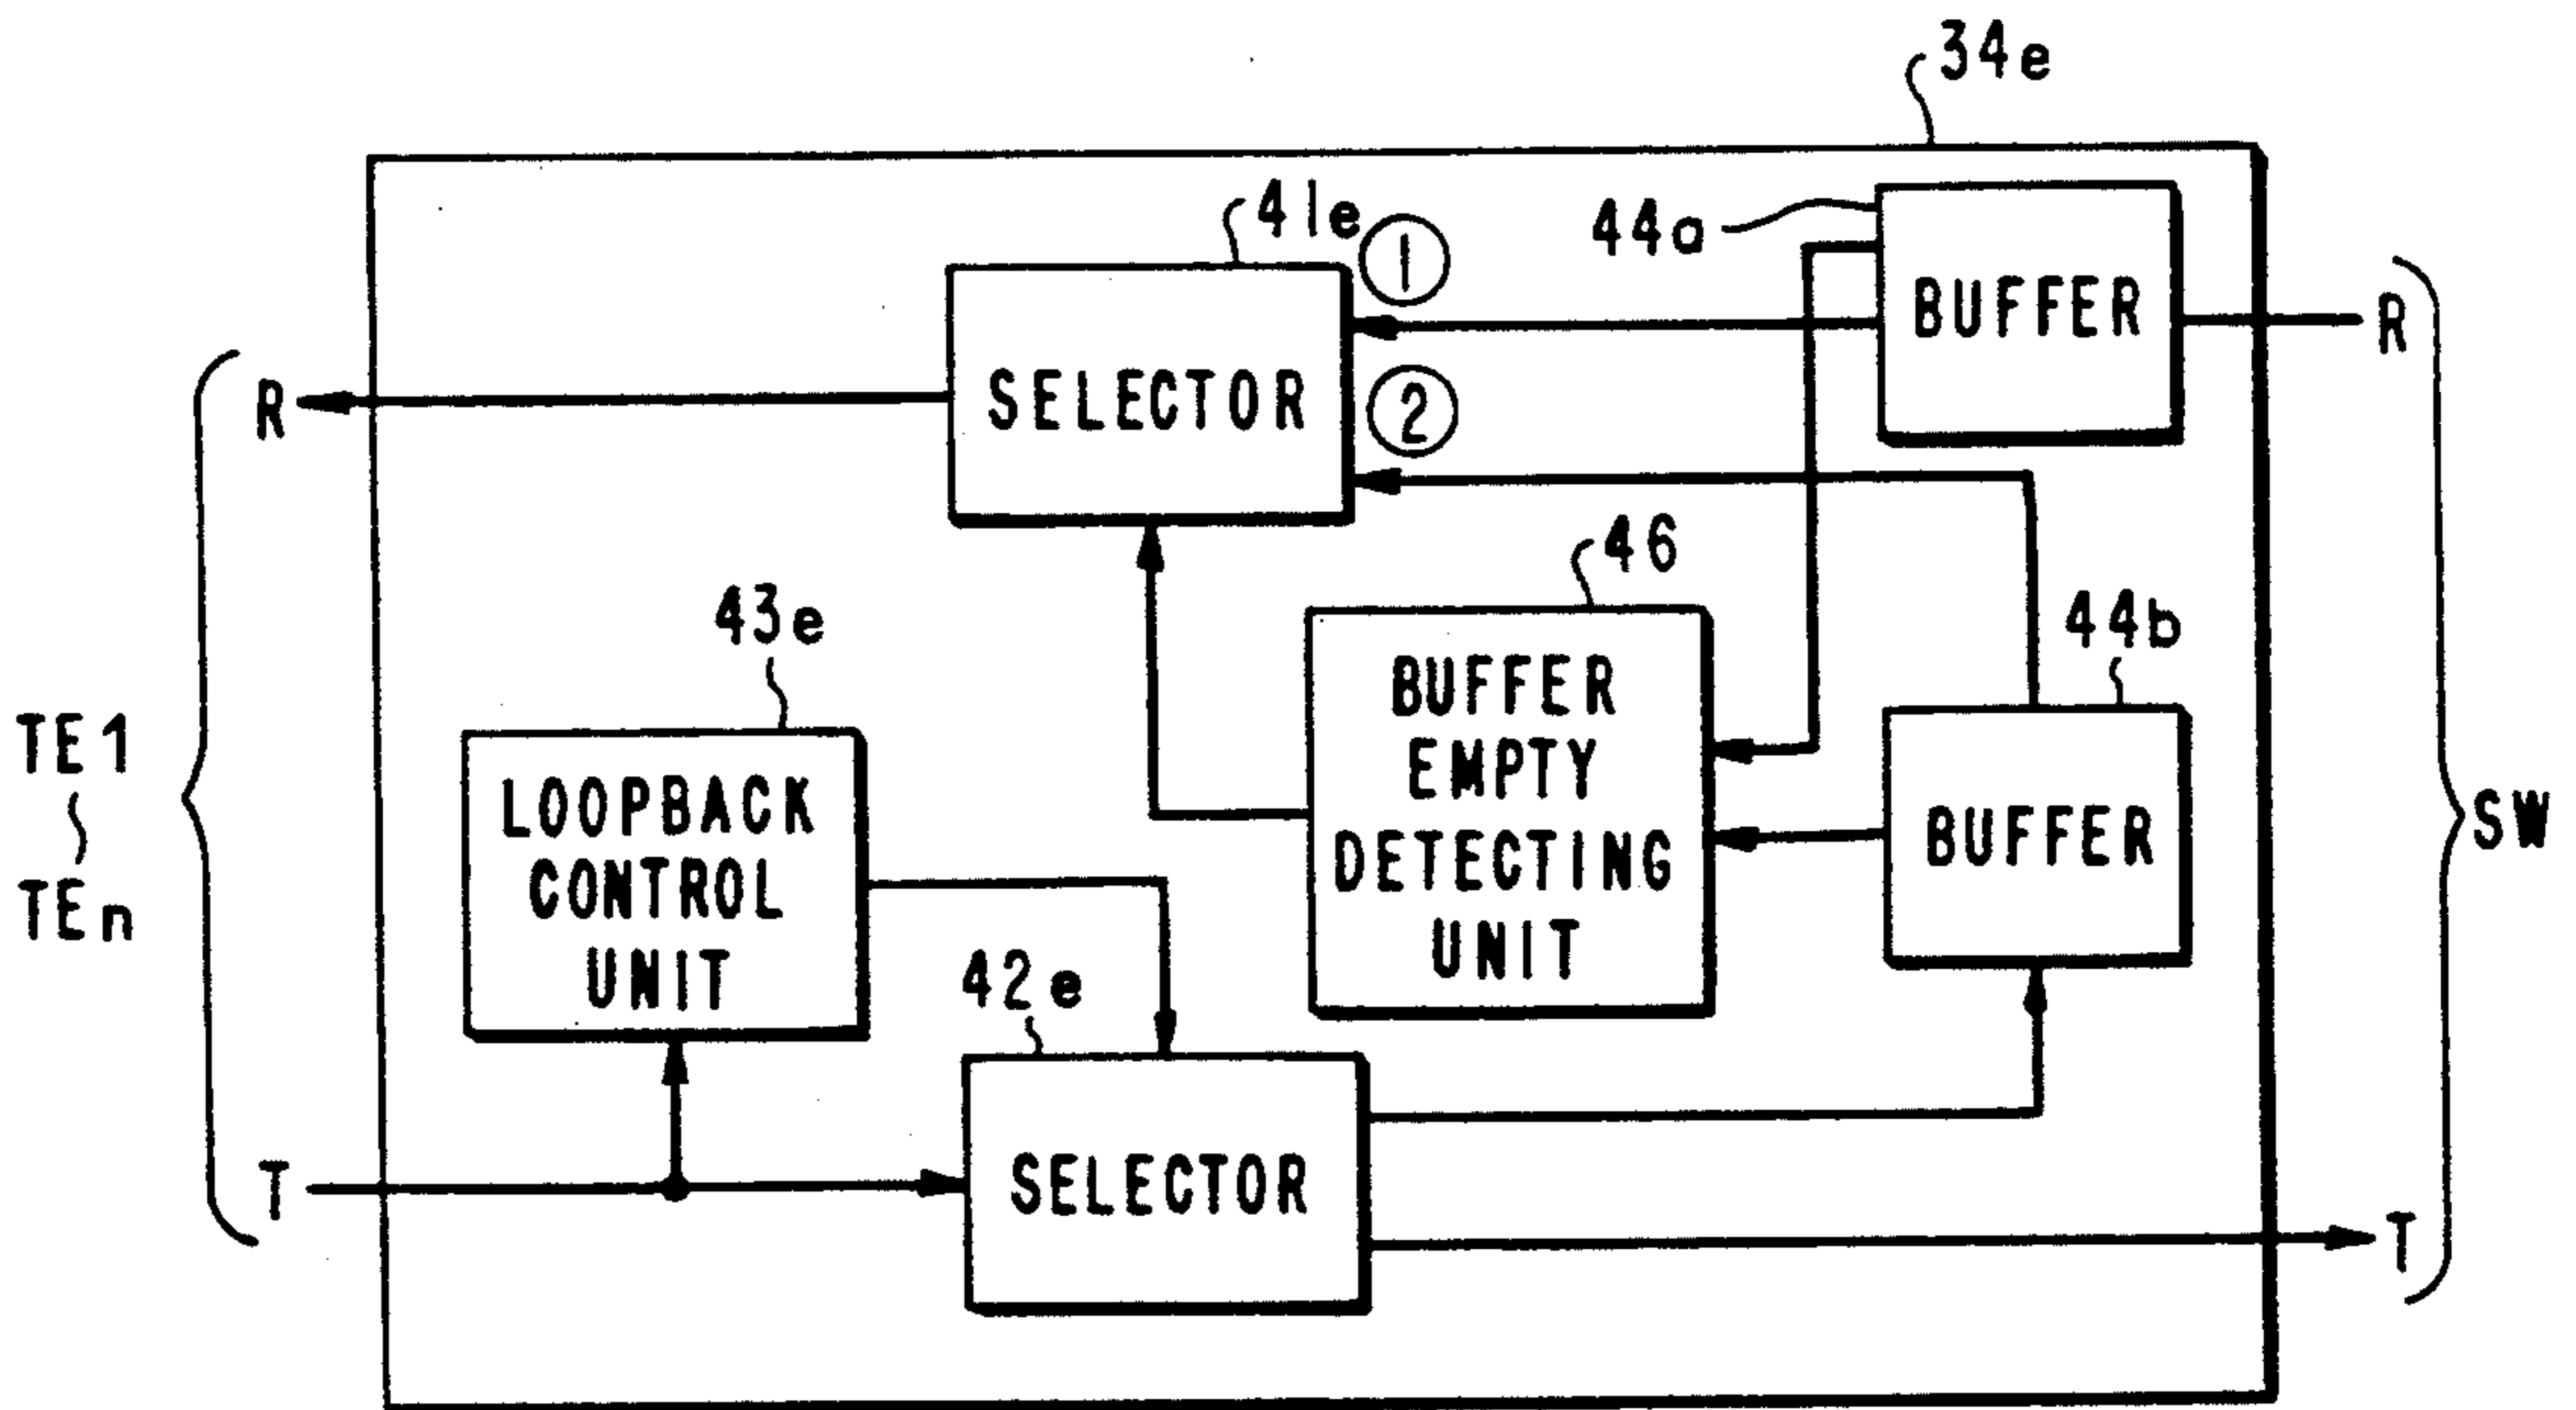 34e
41e
①
44a
BUFFER
R
R
SELECTOR
②
46
43e
44b
TE1
TEn
LOOPBACK
CONTROL
UNIT
BUFFER
EMPTY
DETECTING
UNIT
BUFFER
SW
42e
T
SELECTOR
T